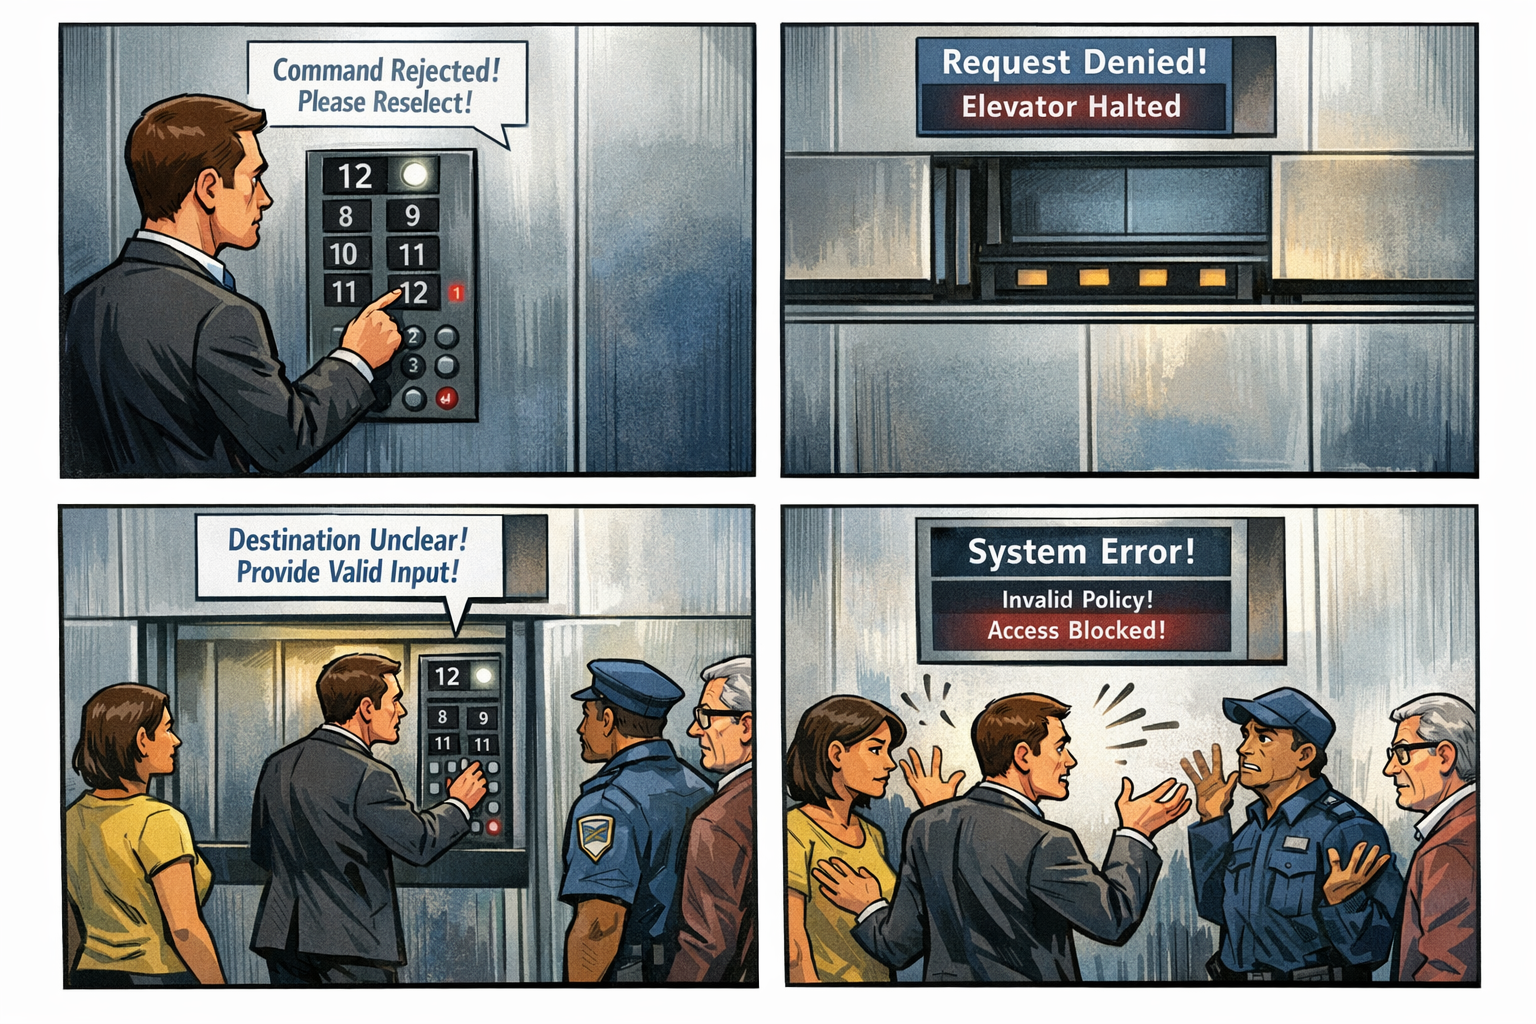 Command Rejected!
Please Reselect!
12
8 9
10 11
11 12 1
2
3
Request Denied!
Elevator Halted
Destination Unclear!
Provide Valid Input!
12
8 9
11 11
System Error!
Invalid Policy!
Access Blocked!